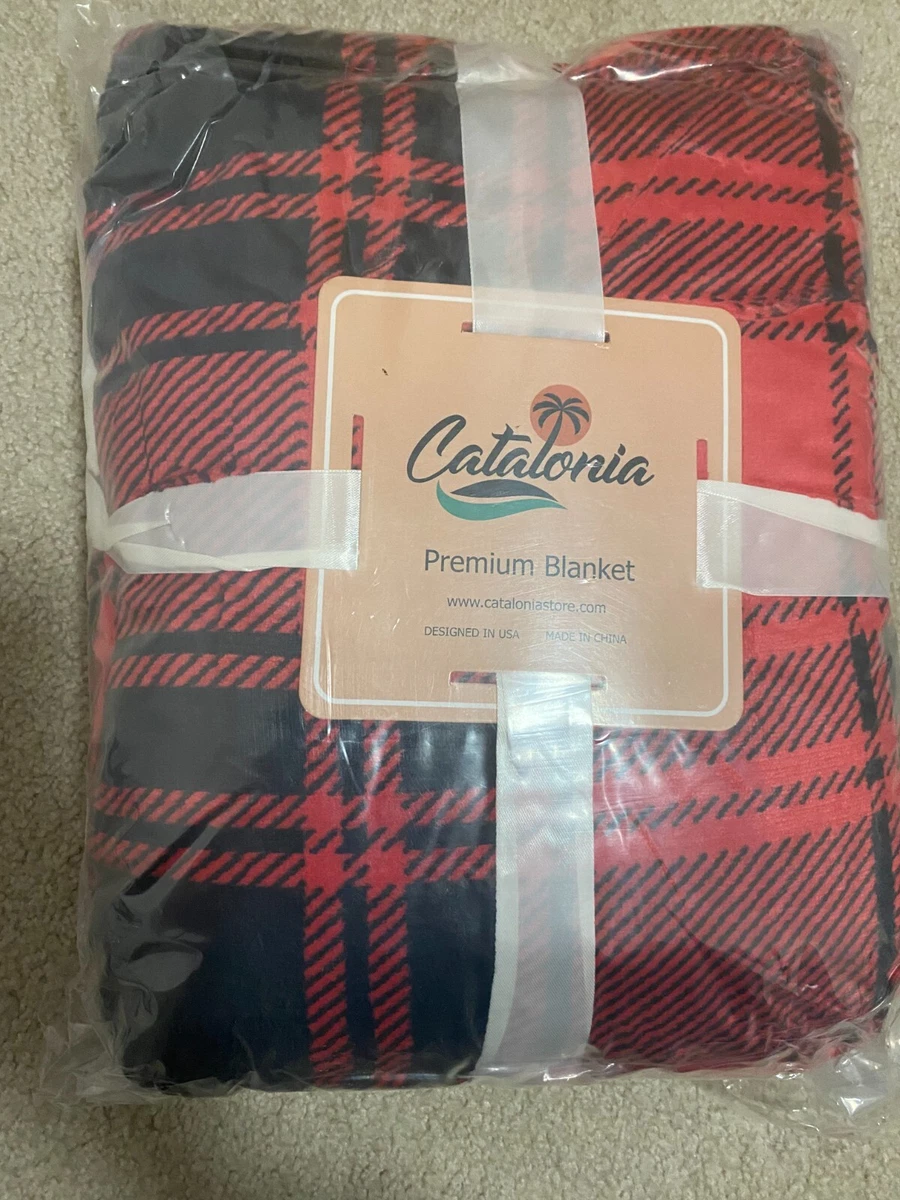 Catalonia
Premium Blanket
www.cataloniastore.com
DESIGNED IN USA MADE IN CHINA